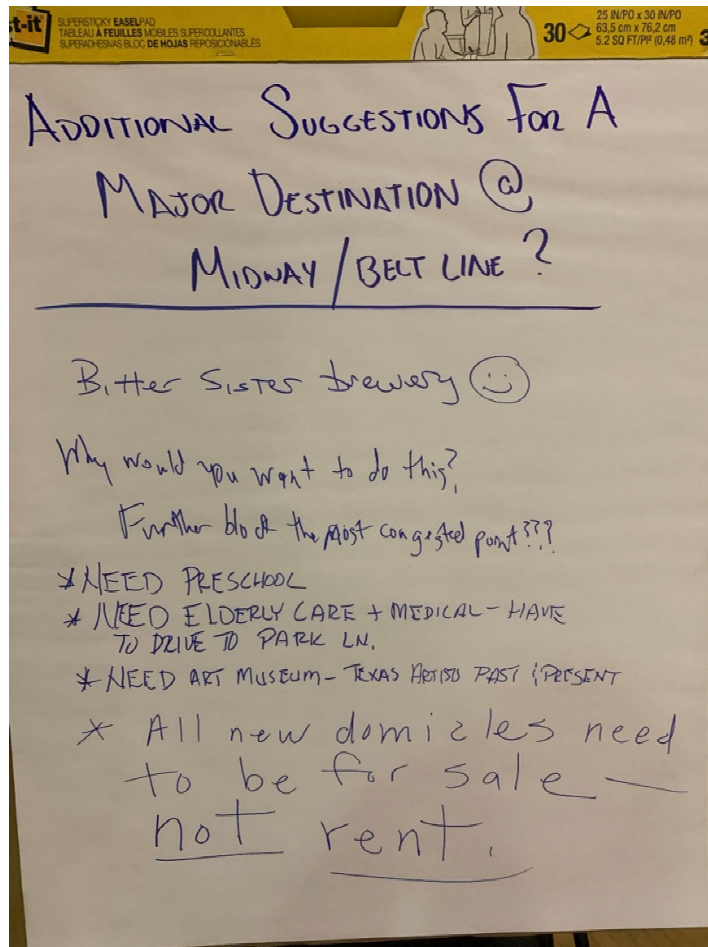 t-it
SUPERSTICKY EASELPAD
TABLEAU À FEUILLES MOBILES SUPERCOLLANTES
SUPERADHESIVAS BLOC DE HOJAS REPOSICIONABLES
30
25 IN/PO x 30 IN/PO
63,5 cm x 76,2 cm
5.2 SQ FT/PI² (0,48 m²)
ADDITIONAL SUGGESTIONS FOR A
MAJOR DESTINATION @
MIDWAY / BELT LINE ?
Bitter Sister brewery
Why would you want to do this?
Further block the most congested point???
* NEED PRESCHOOL
* NEED ELDERLY CARE + MEDICAL - HAVE
TO DRIVE TO PARK LN.
* NEED ART MUSEUM - TEXAS ARTISTS PAST & PRESENT
* All new domiciles need
to be for sale —
not rent.